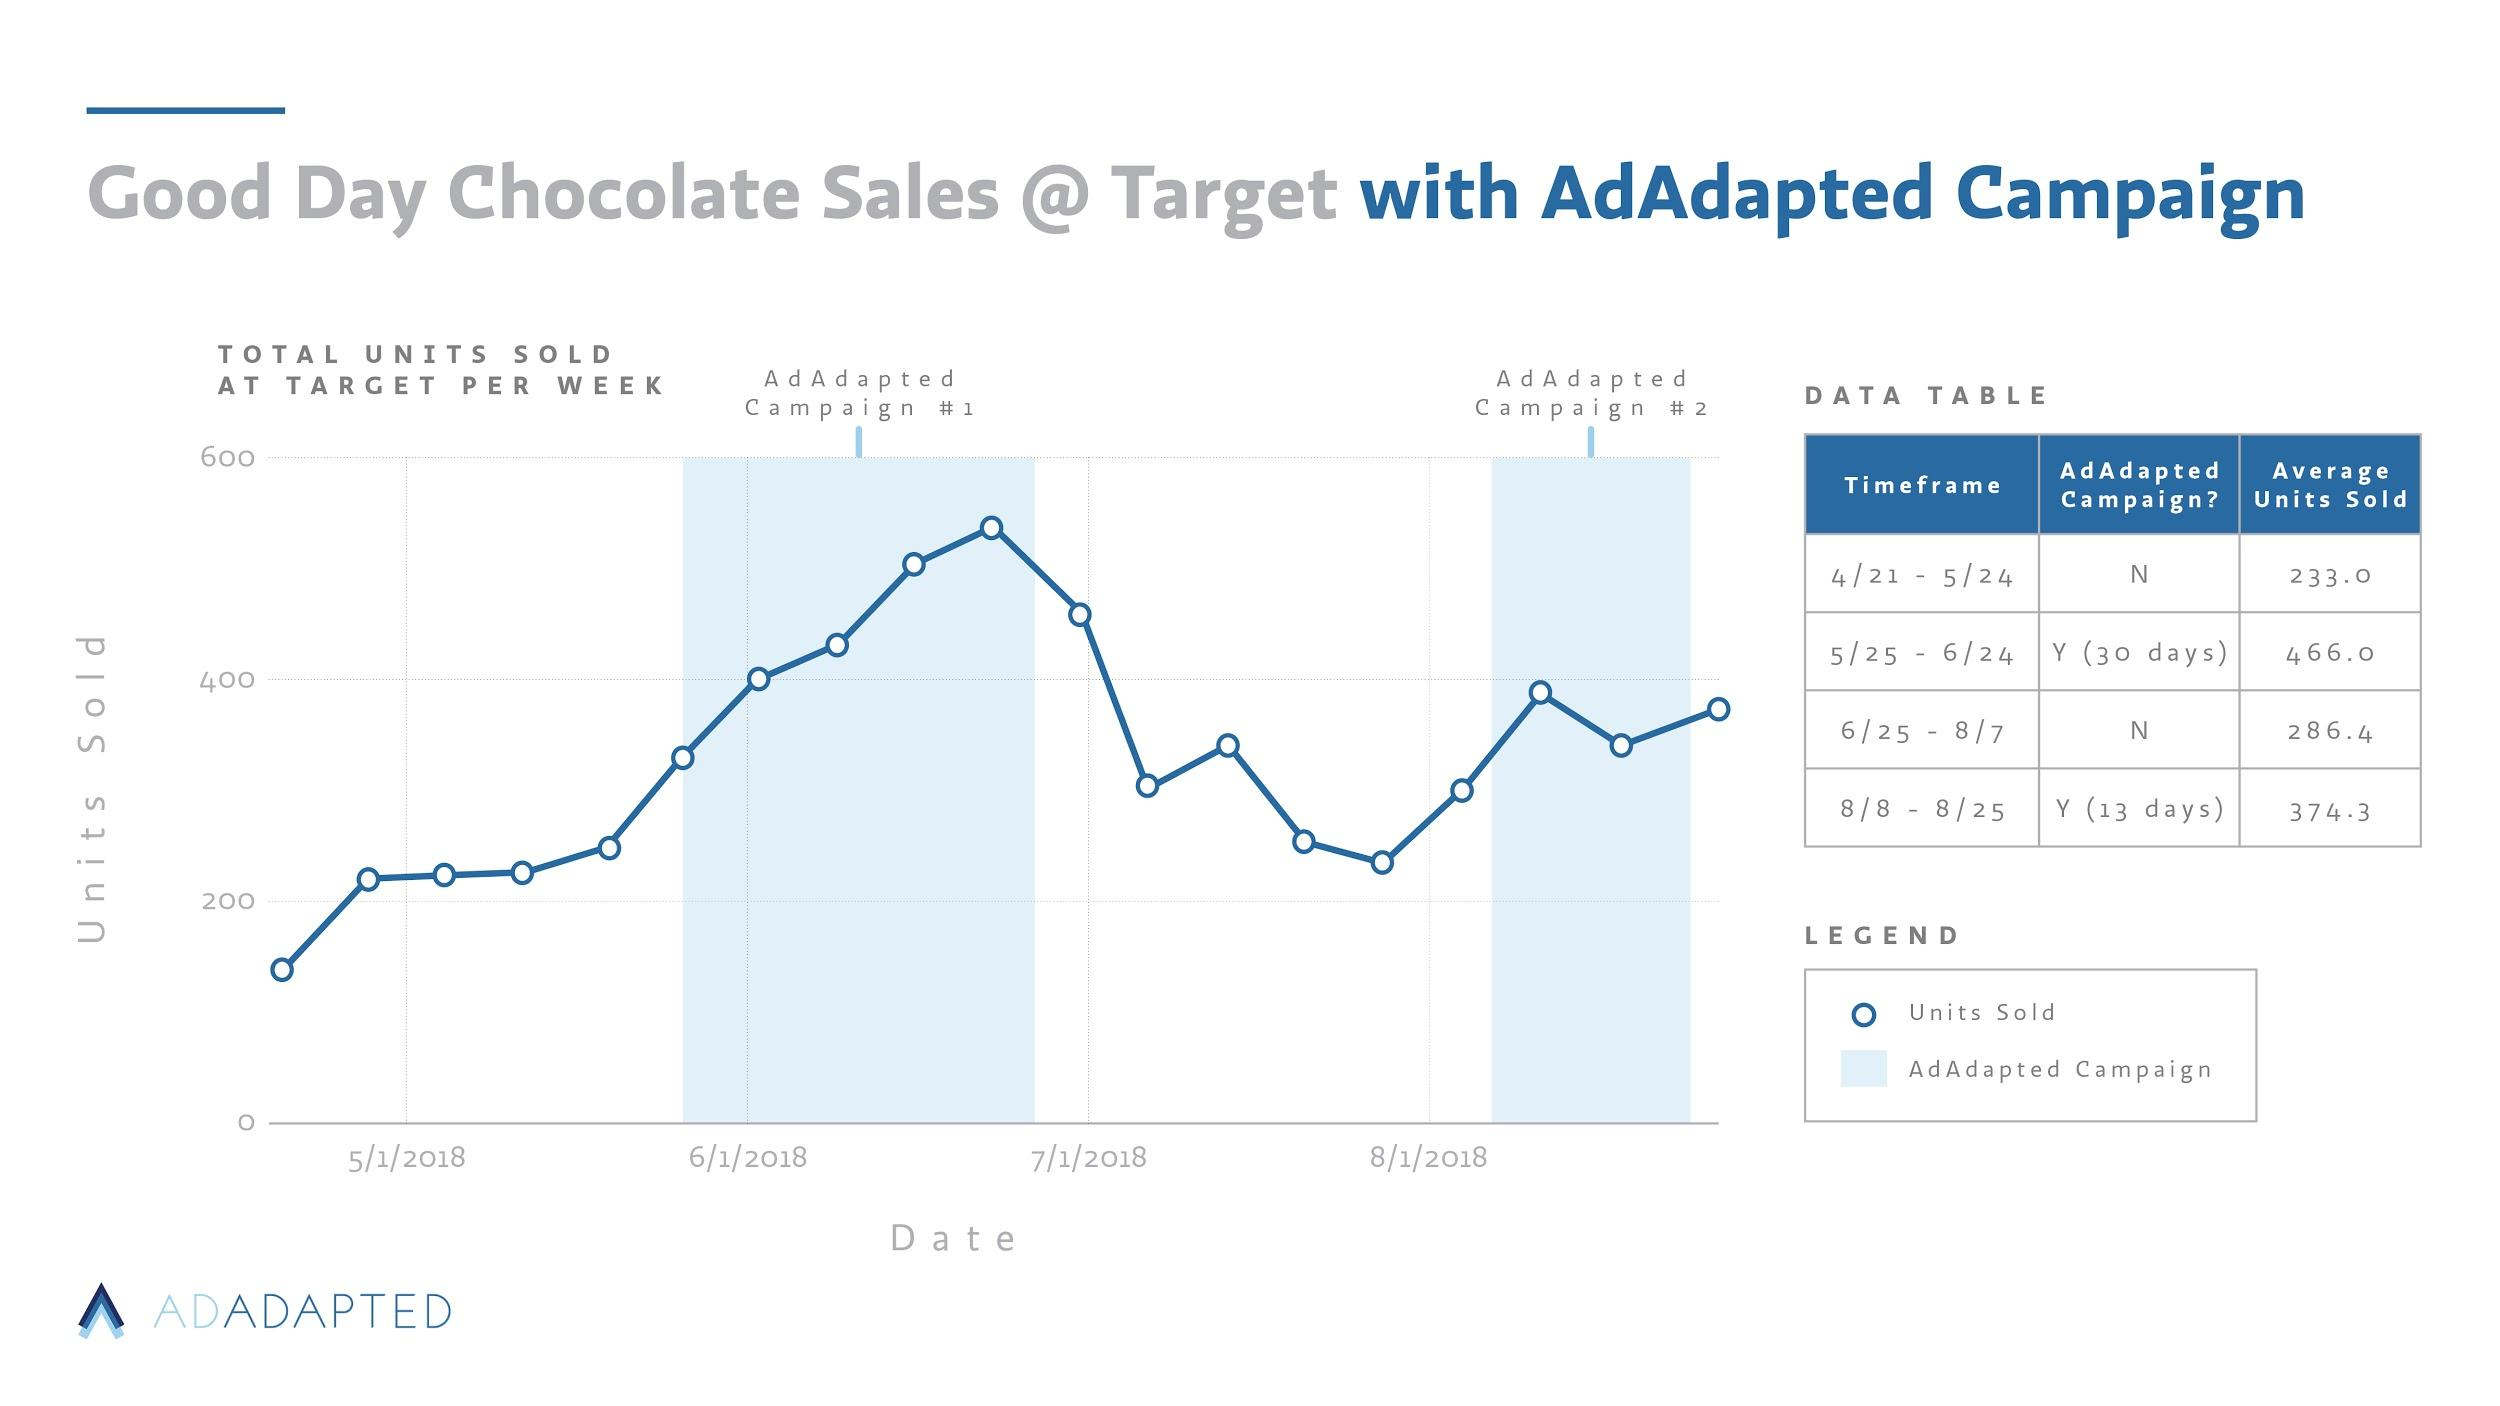 Good Day Chocolate Sales @ Target with AdAdapted Campaign
TOTAL UNITS SOLD
AT TARGET PER WEEK
AdAdapted
Campaign #1
AdAdapted
Campaign #2
600
400
200
0
Units Sold
5/1/2018
6/1/2018
7/1/2018
8/1/2018
Date
DATA TABLE
Timeframe
AdAdapted
Campaign?
Average
Units Sold
4/21 - 5/24 N 233.0
5/25 - 6/24 Y (30 days) 466.0
6/25 - 8/7 N 286.4
8/8 - 8/25 Y (13 days) 374.3
LEGEND
Units Sold
AdAdapted Campaign
ADADAPTED